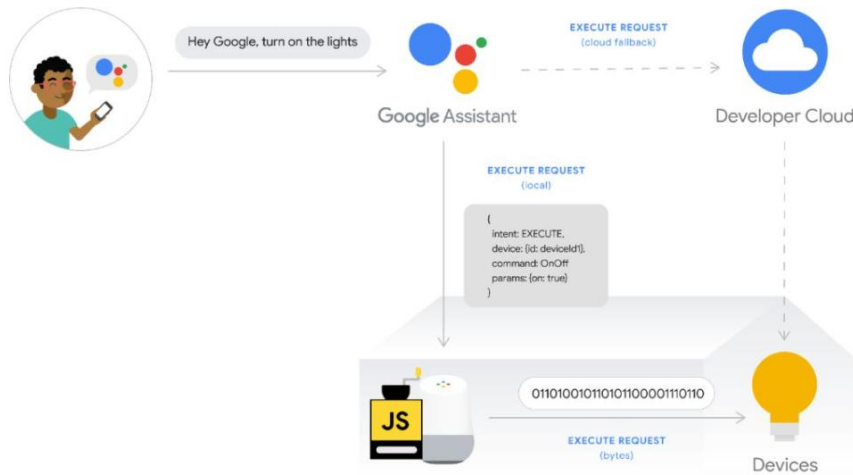 Hey Google, turn on the lights
EXECUTE REQUEST
(cloud fallback)
Google Assistant
Developer Cloud
EXECUTE REQUEST
(local)
{
intent: EXECUTE,
device: {id: deviceId1},
command: OnOff
params: {on: true}
}
JS
011010010110101100001110110
EXECUTE REQUEST
(bytes)
Devices